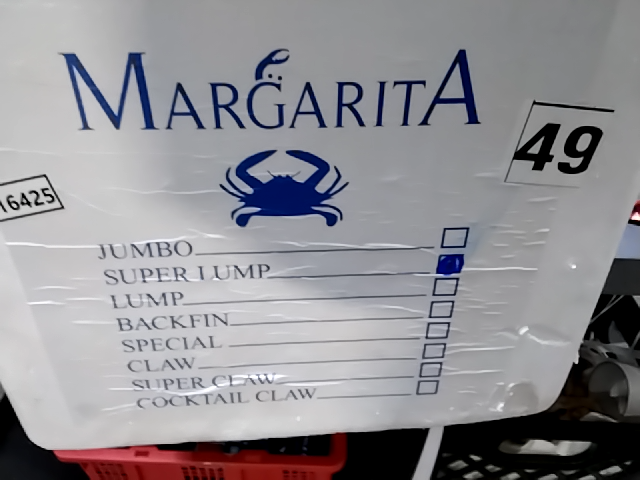 MARGARITA
49
16425
JUMBO
SUPER LUMP
LUMP
BACKFIN
SPECIAL
CLAW
SUPER CLAW
COCKTAIL CLAW